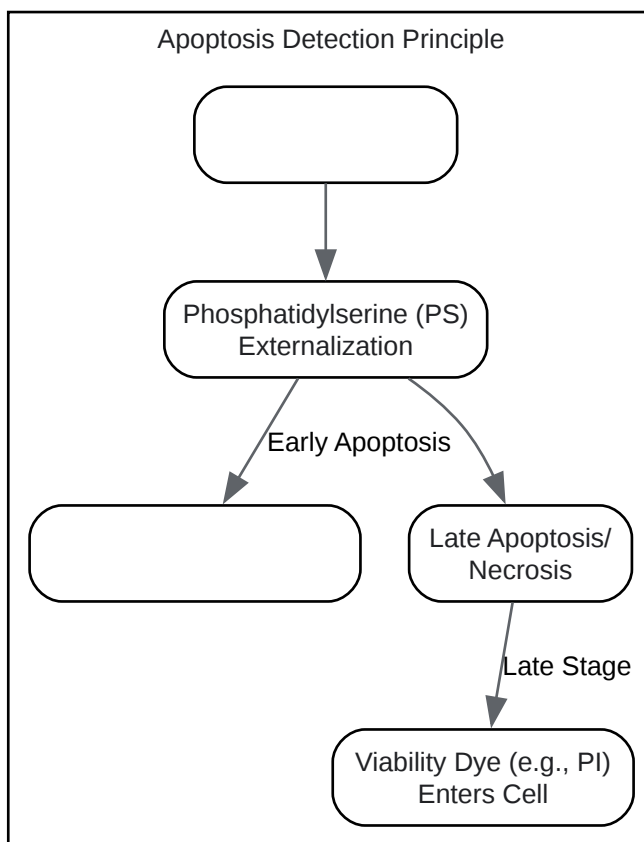 Apoptosis Detection Principle
Phosphatidylserine (PS)
Externalization
Early Apoptosis
Late Apoptosis/
Necrosis
Late Stage
Viability Dye (e.g., PI)
Enters Cell